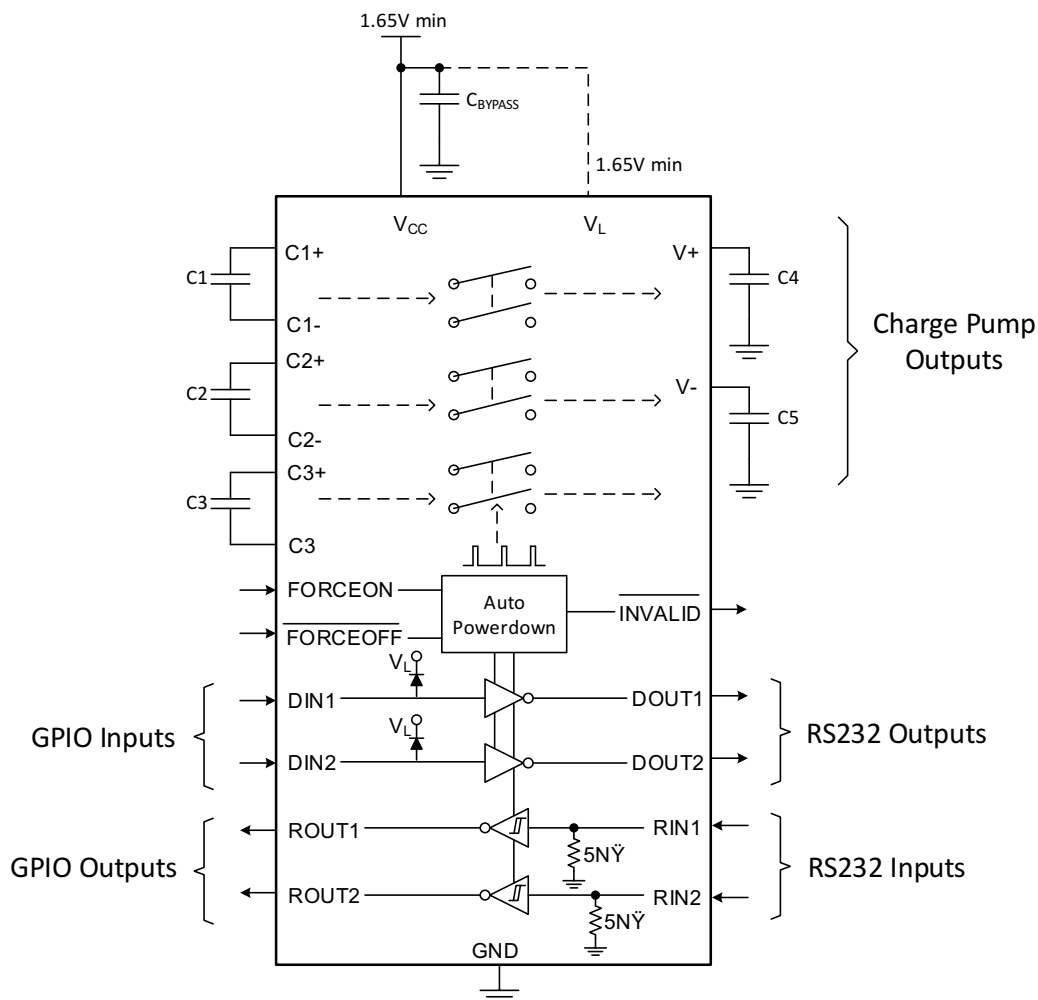 1.65V min
CBYPASS
1.65V min
VCC
VL
C1+
V+
C1
C4
C1-
Charge Pump
Outputs
C2+
V-
C2
C5
C2-
C3+
C3
C3
FORCEON
Auto
Powerdown
INVALID
FORCEOFF
VL
DIN1
DOUT1
GPIO Inputs
VL
RS232 Outputs
DIN2
DOUT2
ROUT1
RIN1
5NŸ
GPIO Outputs
RS232 Inputs
ROUT2
RIN2
5NŸ
GND